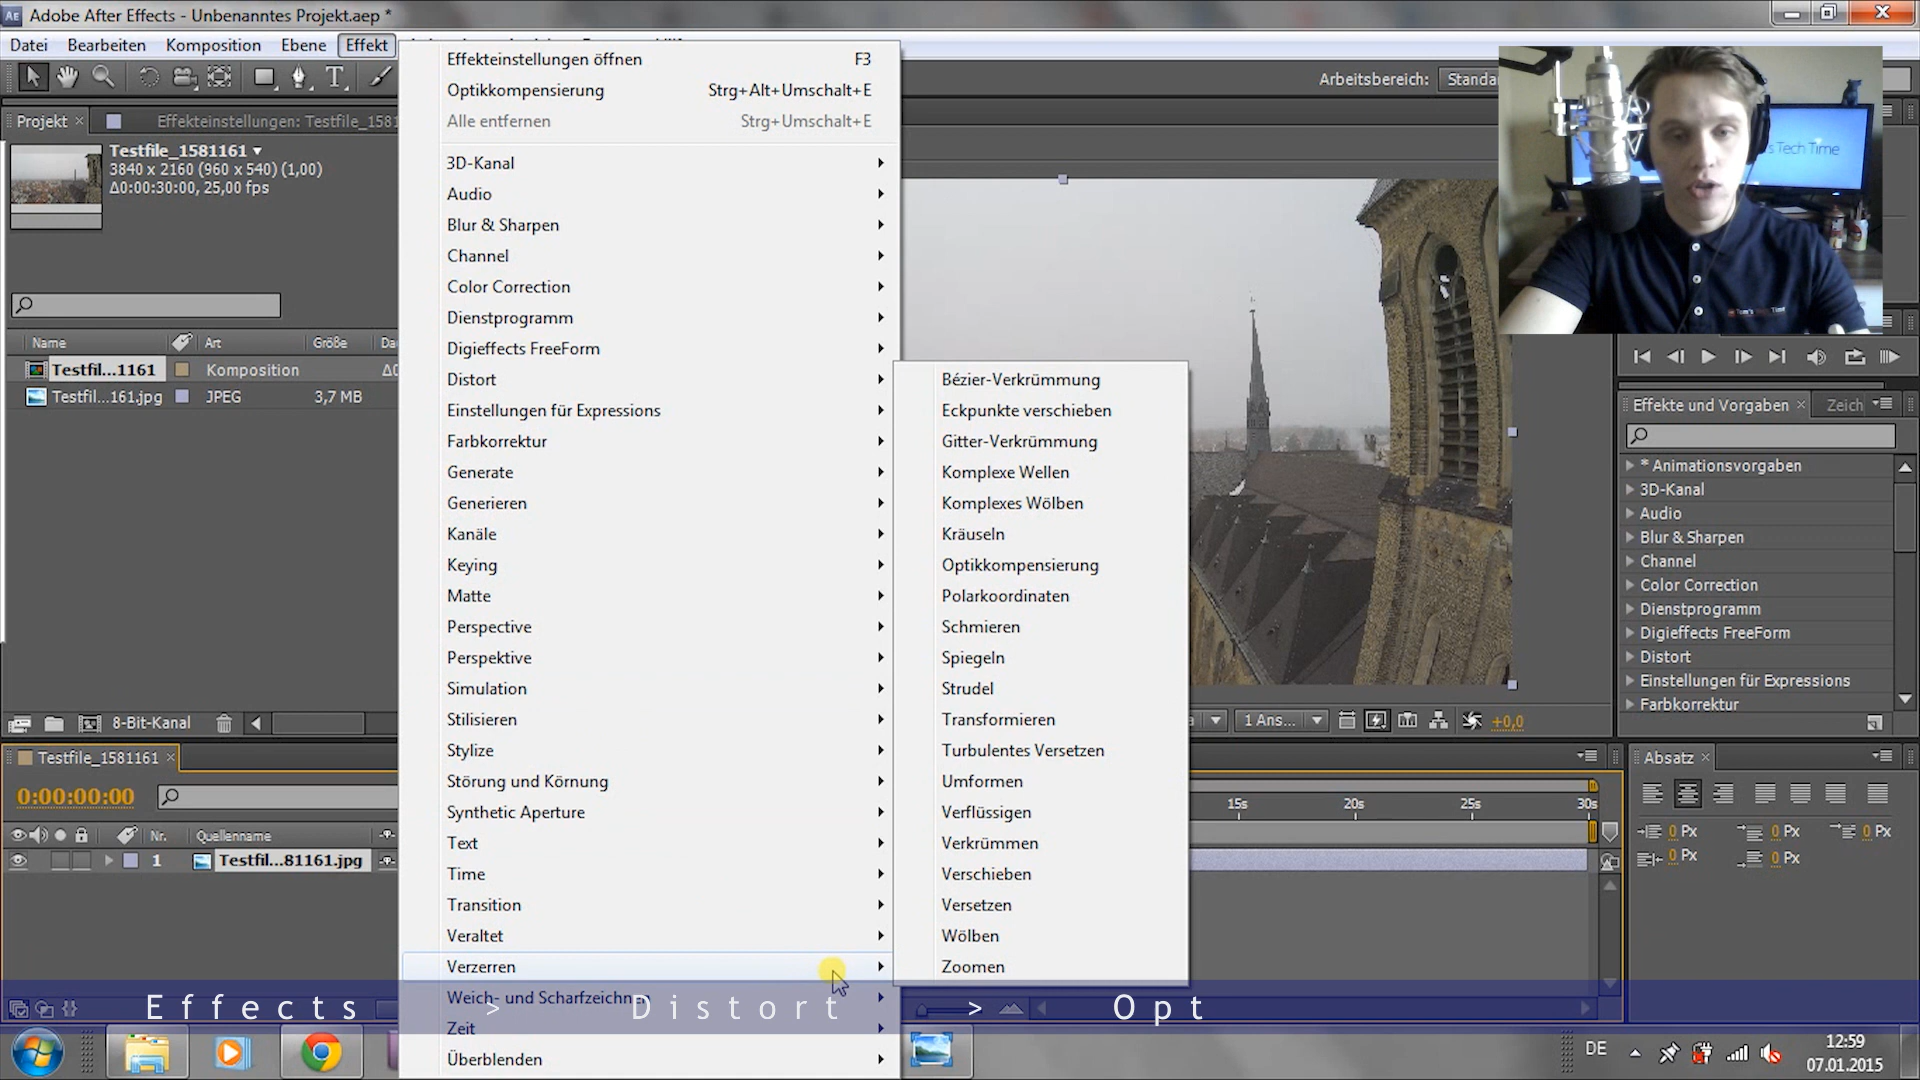 Adobe After Effects - Unbenanntes Projekt.aep *
Datei Bearbeiten Komposition Ebene Effekt
Arbeitsbereich: Standa
Projekt
Effekteinstellungen: Testfile_1581
Testfile_1581161
3840 x 2160 (960 x 540) (1,00)
Δ0:00:30:00, 25,00 fps
Name Art Größe Da
Testfil...1161 Komposition Δ0
Testfil...161.jpg JPEG 3,7 MB
8-Bit-Kanal
Effekteinstellungen öffnen F3
Optikkompensierung Strg+Alt+Umschalt+E
Alle entfernen Strg+Umschalt+E
3D-Kanal
Audio
Blur & Sharpen
Channel
Color Correction
Dienstprogramm
Digieffects FreeForm
Distort
Einstellungen für Expressions
Farbkorrektur
Generate
Generieren
Kanäle
Keying
Matte
Perspective
Perspektive
Simulation
Stilisieren
Stylize
Störung und Körnung
Synthetic Aperture
Text
Time
Transition
Veraltet
Verzerren
Weich- und Scharfzeichnen
Zeit
Überblenden
Bézier-Verkrümmung
Eckpunkte verschieben
Gitter-Verkrümmung
Komplexe Wellen
Komplexes Wölben
Kräuseln
Optikkompensierung
Polarkoordinaten
Schmieren
Spiegeln
Strudel
Transformieren
Turbulentes Versetzen
Umformen
Verflüssigen
Verkrümmen
Verschieben
Versetzen
Wölben
Zoomen
's Tech Time
Effekte und Vorgaben Zeich
* Animationsvorgaben
3D-Kanal
Audio
Blur & Sharpen
Channel
Color Correction
Dienstprogramm
Digieffects FreeForm
Distort
Einstellungen für Expressions
Farbkorrektur
1 Ans... +0,0
Testfile_1581161
0:00:00:00
Nr. Quellenname
1 Testfil...81161.jpg
15s 20s 25s 30s
Absatz
0 Px 0 Px 0 Px
0 Px 0 Px
Effects > Distort > Opt
DE
12:59
07.01.2015